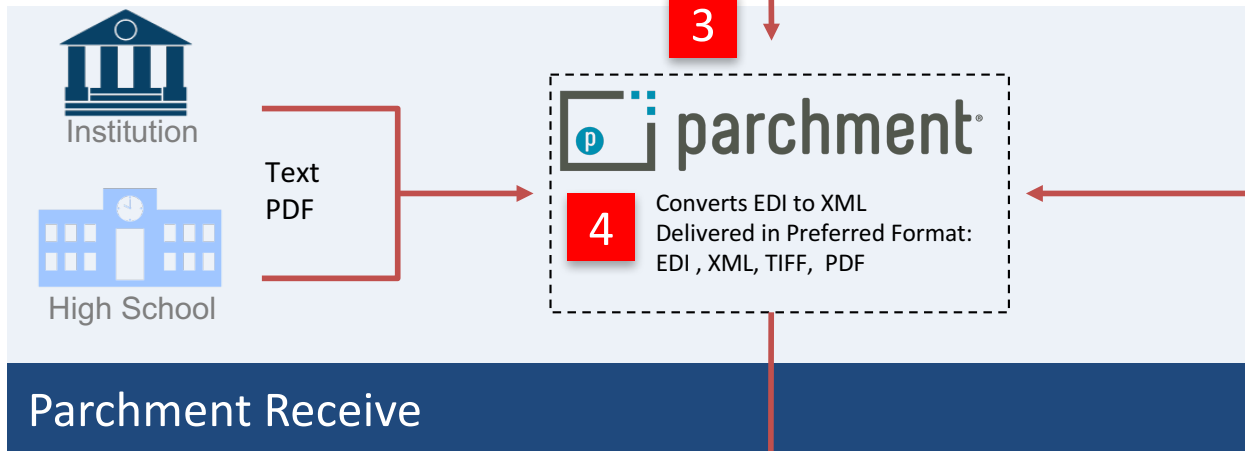 3
Institution
Text
PDF
High School
p
parchment®
4
Converts EDI to XML
Delivered in Preferred Format:
EDI , XML, TIFF,  PDF
Parchment Receive